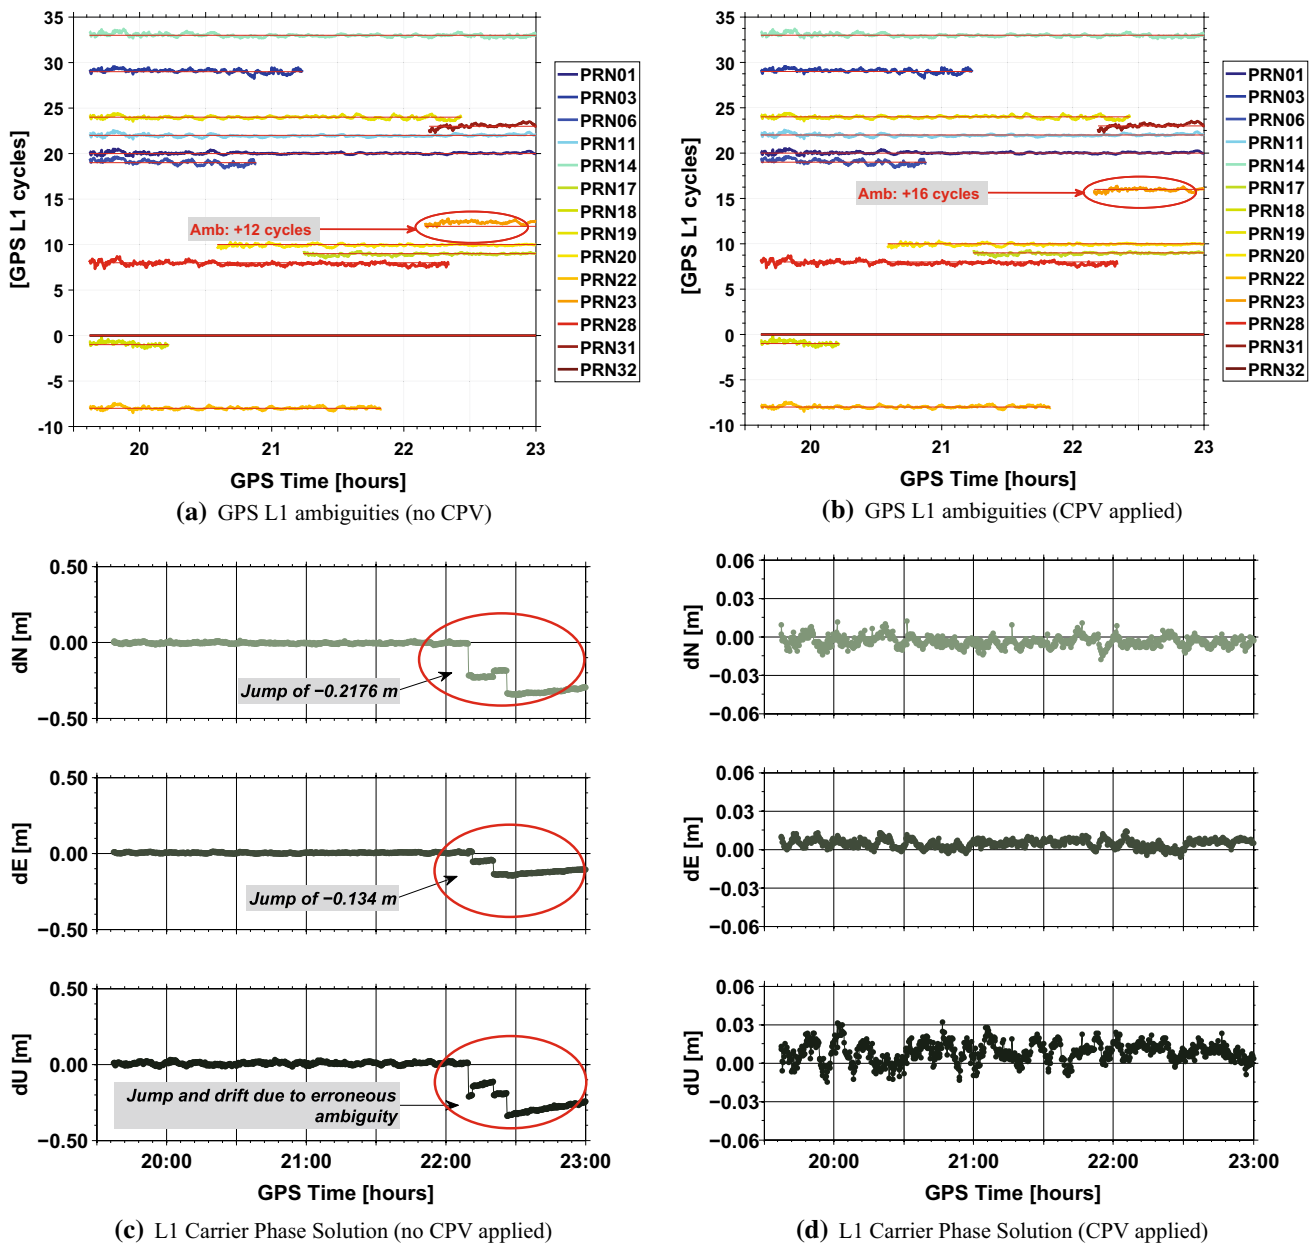 35
30
25
20
15
10
5
0
-5
-10
[GPS L1 cycles]
Amb: +12 cycles
20
21
22
23
GPS Time [hours]
PRN01
PRN03
PRN06
PRN11
PRN14
PRN17
PRN18
PRN19
PRN20
PRN22
PRN23
PRN28
PRN31
PRN32
(a) GPS L1 ambiguities (no CPV)
35
30
25
20
15
10
5
0
-5
-10
[GPS L1 cycles]
Amb: +16 cycles
20
21
22
23
GPS Time [hours]
PRN01
PRN03
PRN06
PRN11
PRN14
PRN17
PRN18
PRN19
PRN20
PRN22
PRN23
PRN28
PRN31
PRN32
(b) GPS L1 ambiguities (CPV applied)
0.50
0.00
−0.50
dN [m]
Jump of −0.2176 m
0.50
0.00
−0.50
dE [m]
Jump of −0.134 m
0.50
0.00
−0.50
dU [m]
Jump and drift due to erroneous
ambiguity
20:00
21:00
22:00
23:00
GPS Time [hours]
(c) L1 Carrier Phase Solution (no CPV applied)
0.06
0.03
0.00
−0.03
−0.06
dN [m]
0.06
0.03
0.00
−0.03
−0.06
dE [m]
0.06
0.03
0.00
−0.03
−0.06
dU [m]
20:00
21:00
22:00
23:00
GPS Time [hours]
(d) L1 Carrier Phase Solution (CPV applied)